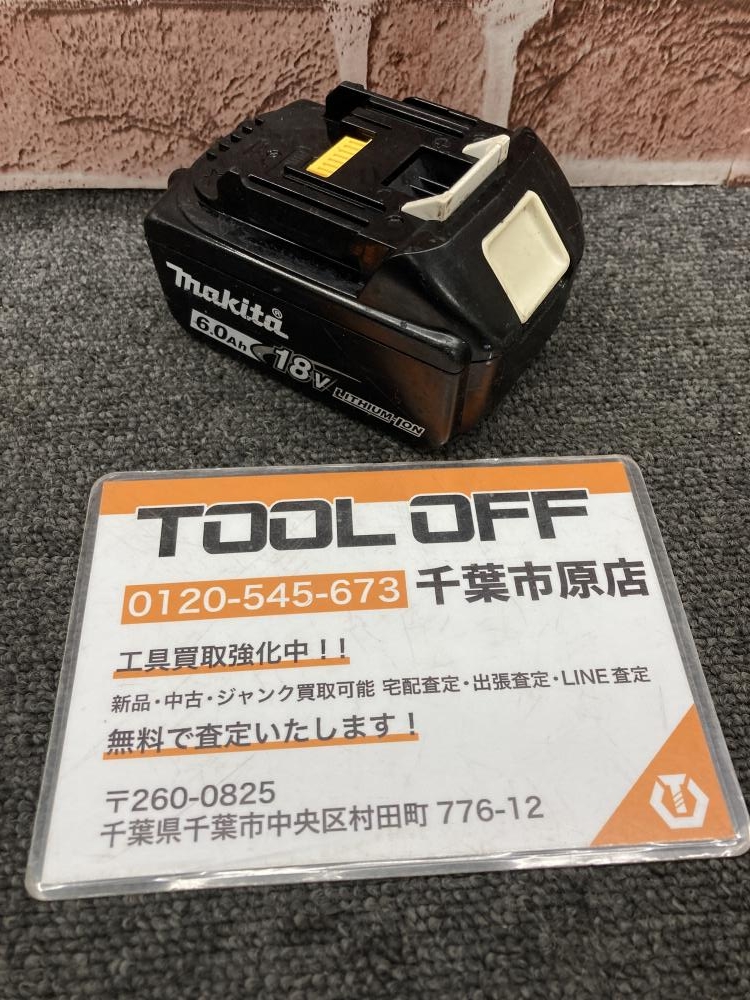 makita®
6.0Ah 18V LITHIUM-ION
TOOL OFF
0120-545-673 千葉市原店
工具買取強化中！！
新品・中古・ジャンク買取可能 宅配査定・出張査定・LINE査定
無料で査定いたします！
〒260-0825
千葉県千葉市中央区村田町 776-12